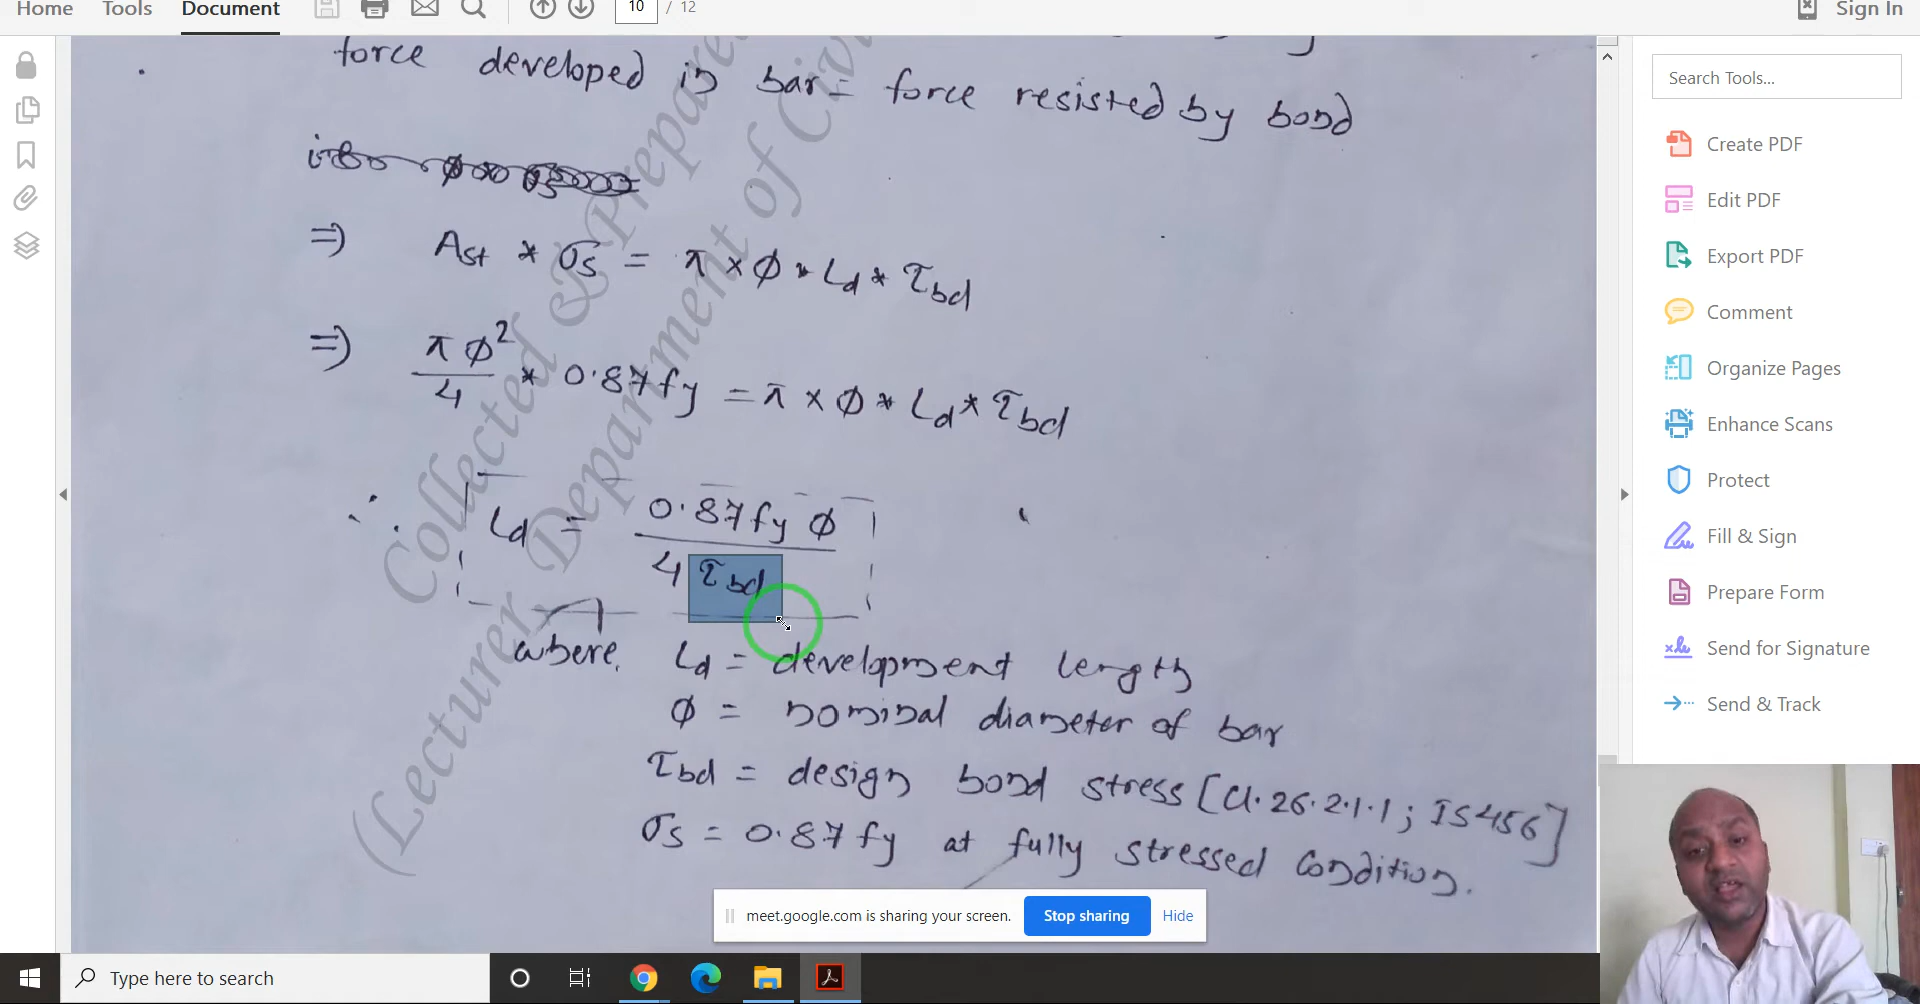 Home Tools Document 10 / 12 Sign In
force developed in bar = force resisted by bond
⇒ Ast * σs = π × φ * Ld * τbd
⇒ πφ²/4 * 0.87fy = π × φ * Ld * τbd
∴ Ld = 0.87fy φ / 4 τbd
where, Ld = development length
φ = nominal diameter of bar
τbd = design bond stress [Cl. 26.2.1.1; IS456]
σs = 0.87 fy at fully stressed condition.
Collected & Prepare
(Lecturer Department of Civi
Search Tools...
Create PDF
Edit PDF
Export PDF
Comment
Organize Pages
Enhance Scans
Protect
Fill & Sign
Prepare Form
Send for Signature
Send & Track
meet.google.com is sharing your screen. Stop sharing Hide
Type here to search